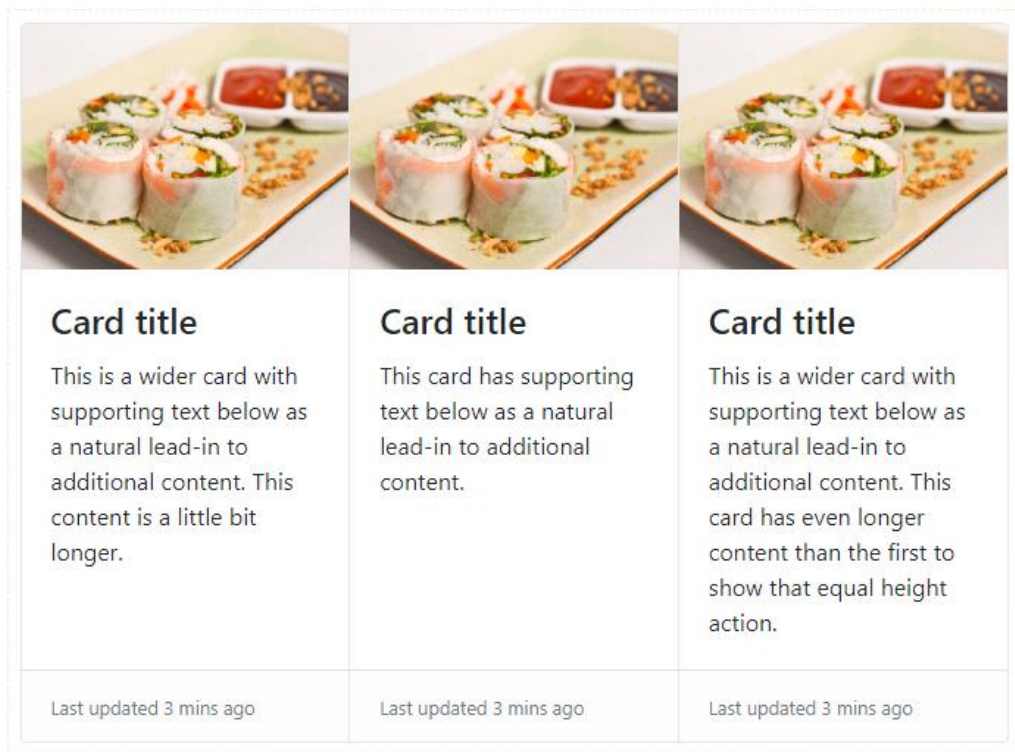 Card title
This is a wider card with
supporting text below as
a natural lead-in to
additional content. This
content is a little bit
longer.
Last updated 3 mins ago
Card title
This card has supporting
text below as a natural
lead-in to additional
content.
Last updated 3 mins ago
Card title
This is a wider card with
supporting text below as
a natural lead-in to
additional content. This
card has even longer
content than the first to
show that equal height
action.
Last updated 3 mins ago